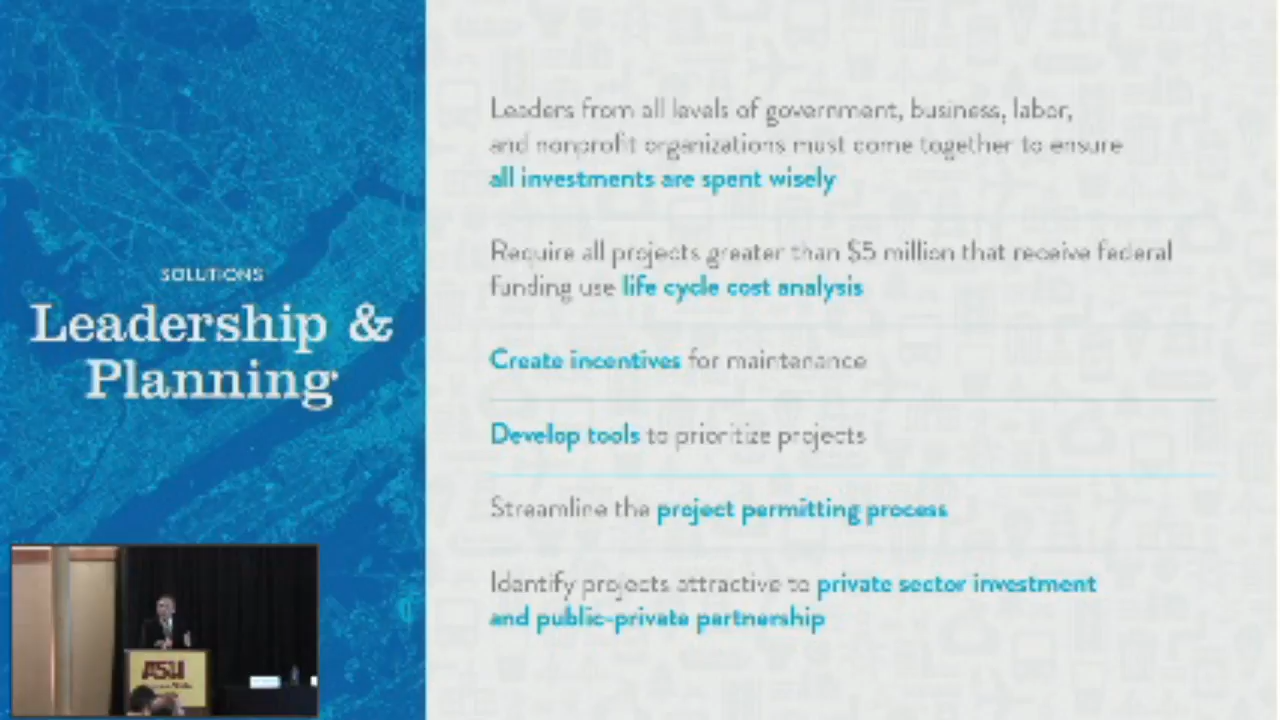 SOLUTIONS
Leadership &
Planning
Leaders from all levels of government, business, labor,
and nonprofit organizations must come together to ensure
all investments are spent wisely
Require all projects greater than $5 million that receive federal
funding use life cycle cost analysis
Create incentives for maintenance
Develop tools to prioritize projects
Streamline the project permitting process
Identify projects attractive to private sector investment
and public-private partnership
ASU